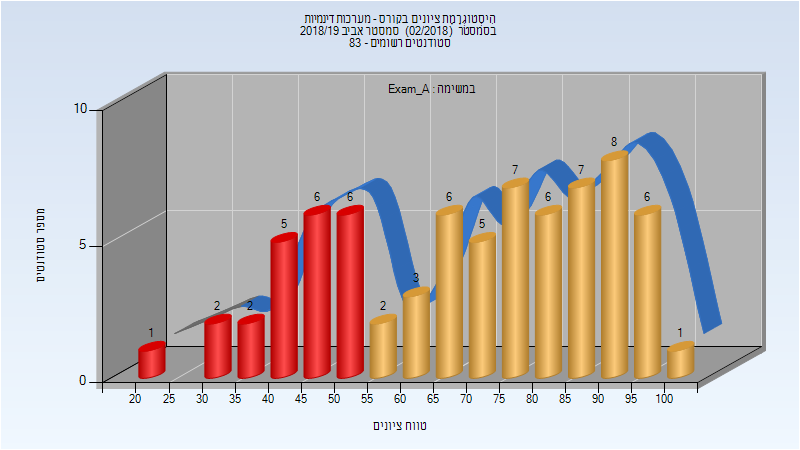 היסטוגרמת ציונים בקורס - מערכות דינמיות
בסמסטר (02/2018) סמסטר אביב 2018/19
סטודנטים רשומים - 83
במשימה : Exam_A
מספר סטודנטים
10
5
0
1 2 2 5 6 6 2 3 6 5 7 6 7 8 6 1
20 25 30 35 40 45 50 55 60 65 70 75 80 85 90 95 100
טווח ציונים